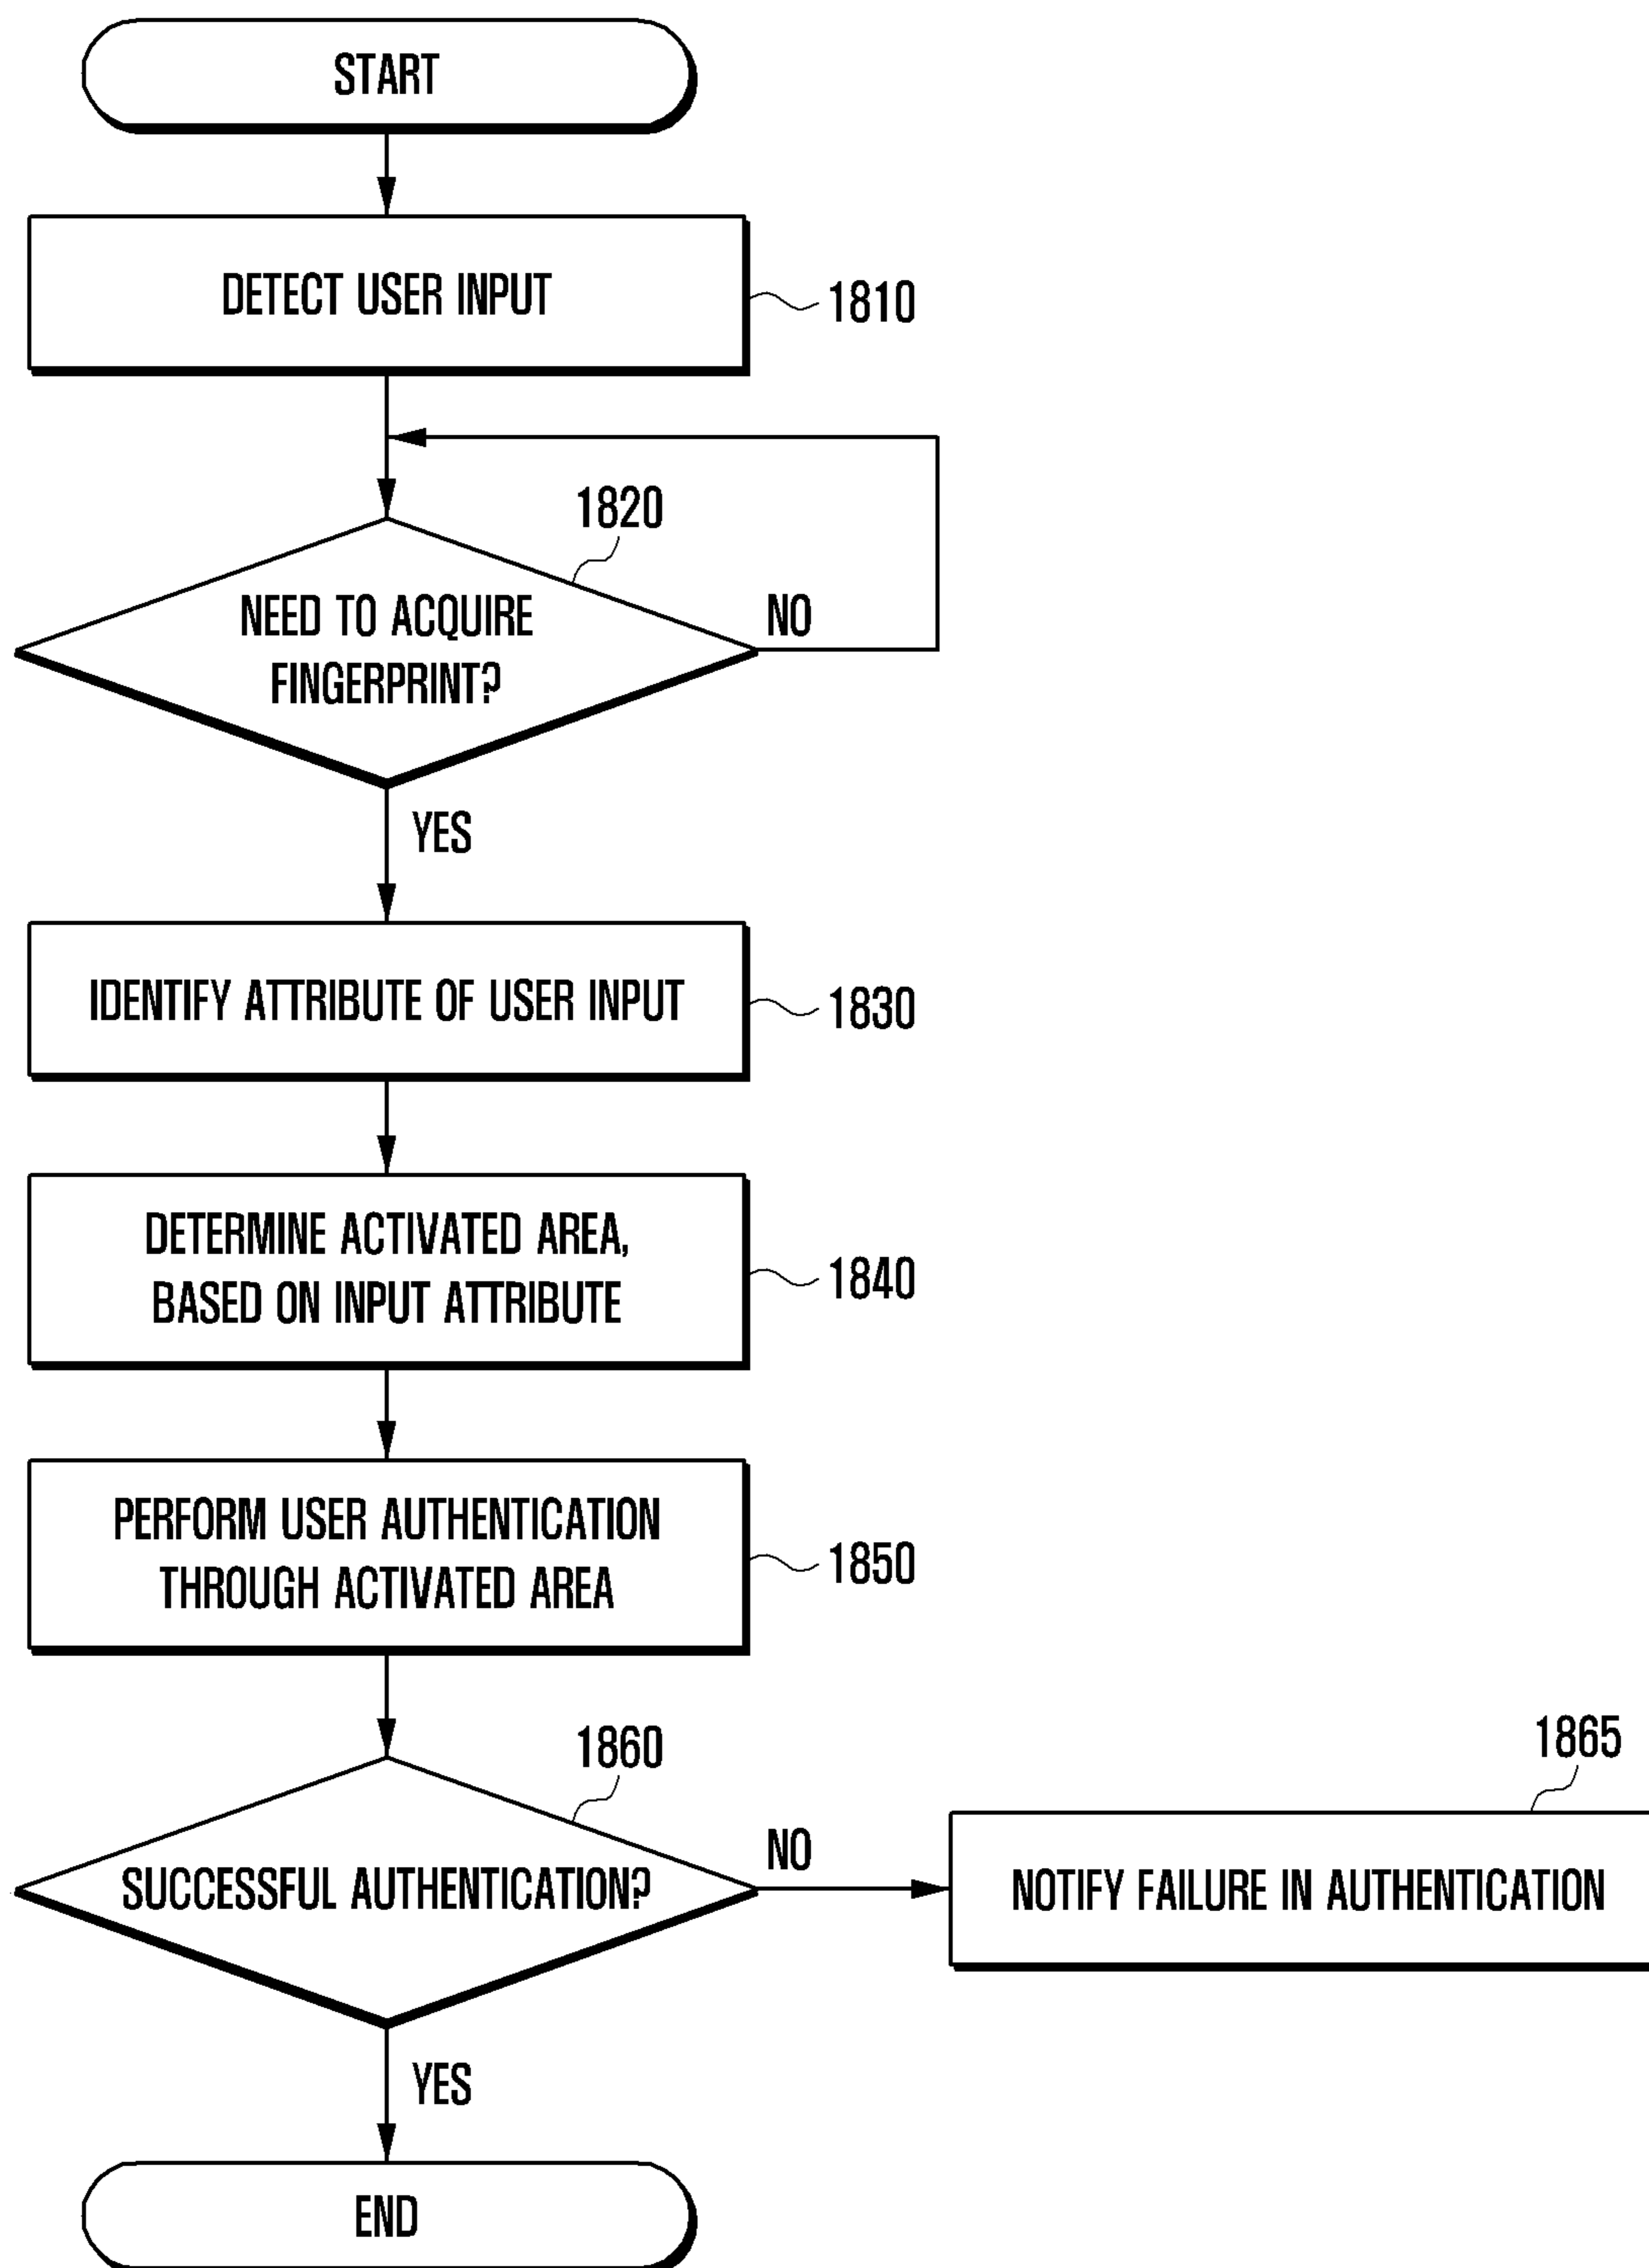 START
DETECT USER INPUT
1810
1820
NEED TO ACQUIRE
FINGERPRINT?
NO
YES
IDENTIFY ATTRIBUTE OF USER INPUT
1830
DETERMINE ACTIVATED AREA,
BASED ON INPUT ATTRIBUTE
1840
PERFORM USER AUTHENTICATION
THROUGH ACTIVATED AREA
1850
1860
SUCCESSFUL AUTHENTICATION?
NO
1865
NOTIFY FAILURE IN AUTHENTICATION
YES
END